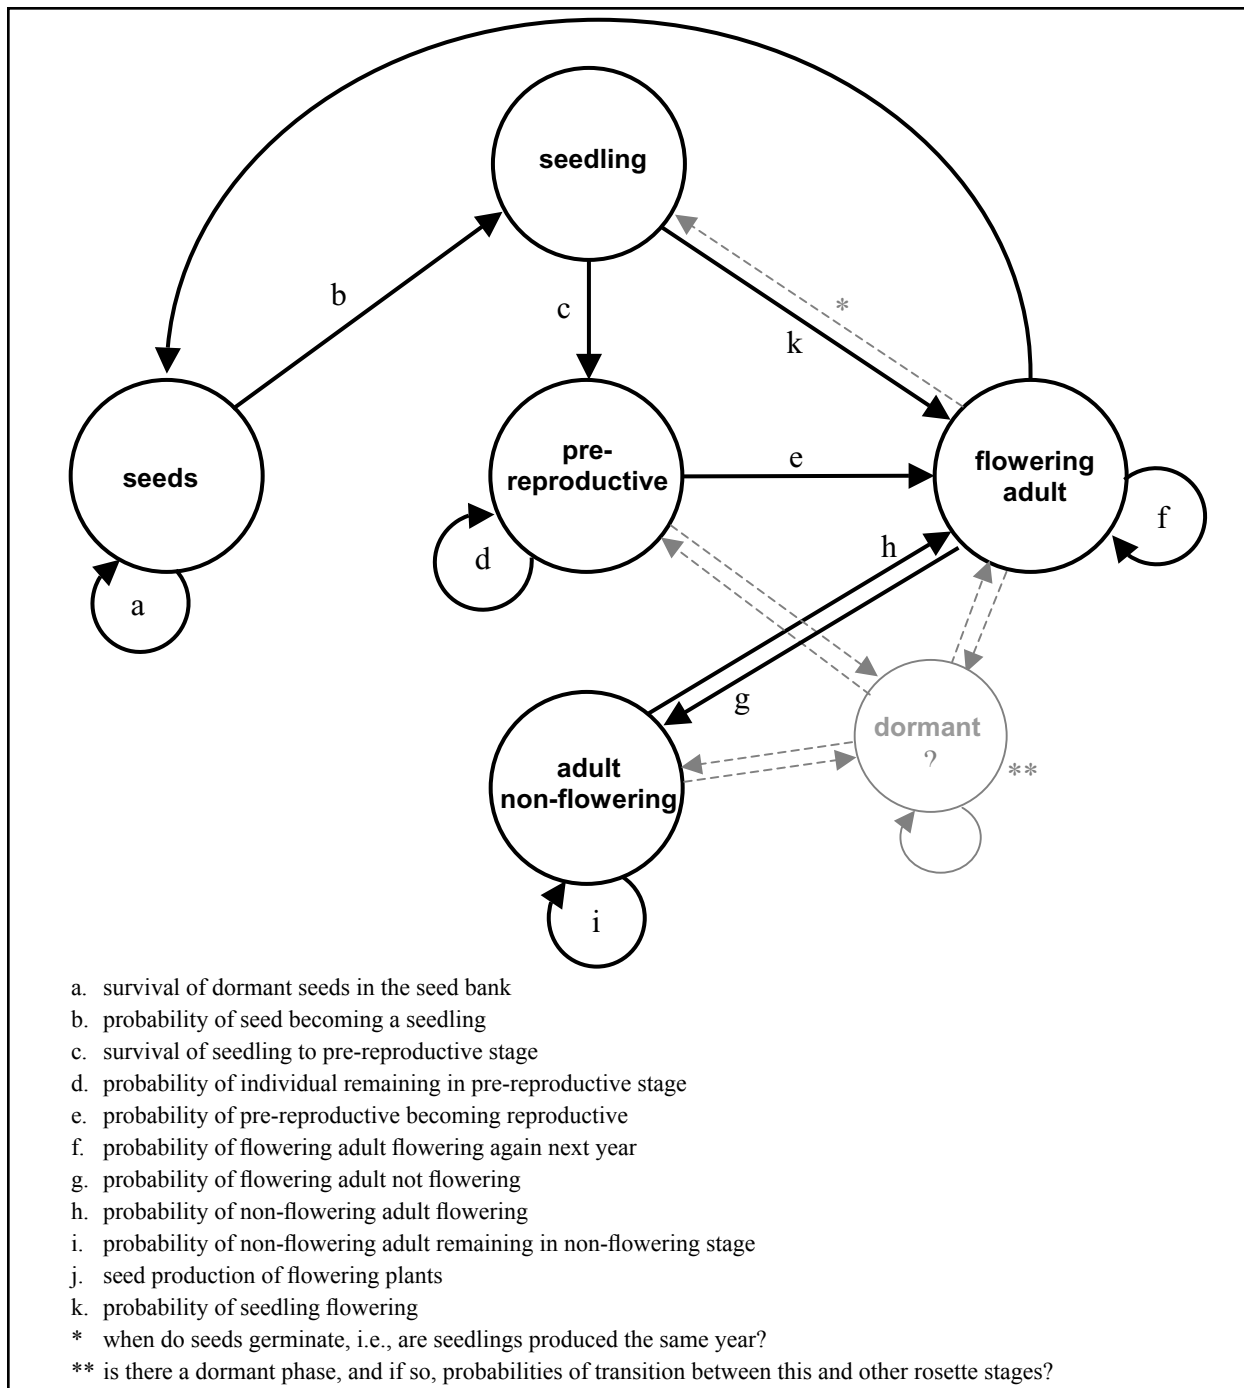 seedling
b
c
*
k
seeds
pre-
reproductive
e
flowering
adult
f
a
d
h
g
dormant
?
**
adult
non-flowering
i
a. survival of dormant seeds in the seed bank
b. probability of seed becoming a seedling
c. survival of seedling to pre-reproductive stage
d. probability of individual remaining in pre-reproductive stage
e. probability of pre-reproductive becoming reproductive
f. probability of flowering adult flowering again next year
g. probability of flowering adult not flowering
h. probability of non-flowering adult flowering
i. probability of non-flowering adult remaining in non-flowering stage
j. seed production of flowering plants
k. probability of seedling flowering
* when do seeds germinate, i.e., are seedlings produced the same year?
** is there a dormant phase, and if so, probabilities of transition between this and other rosette stages?